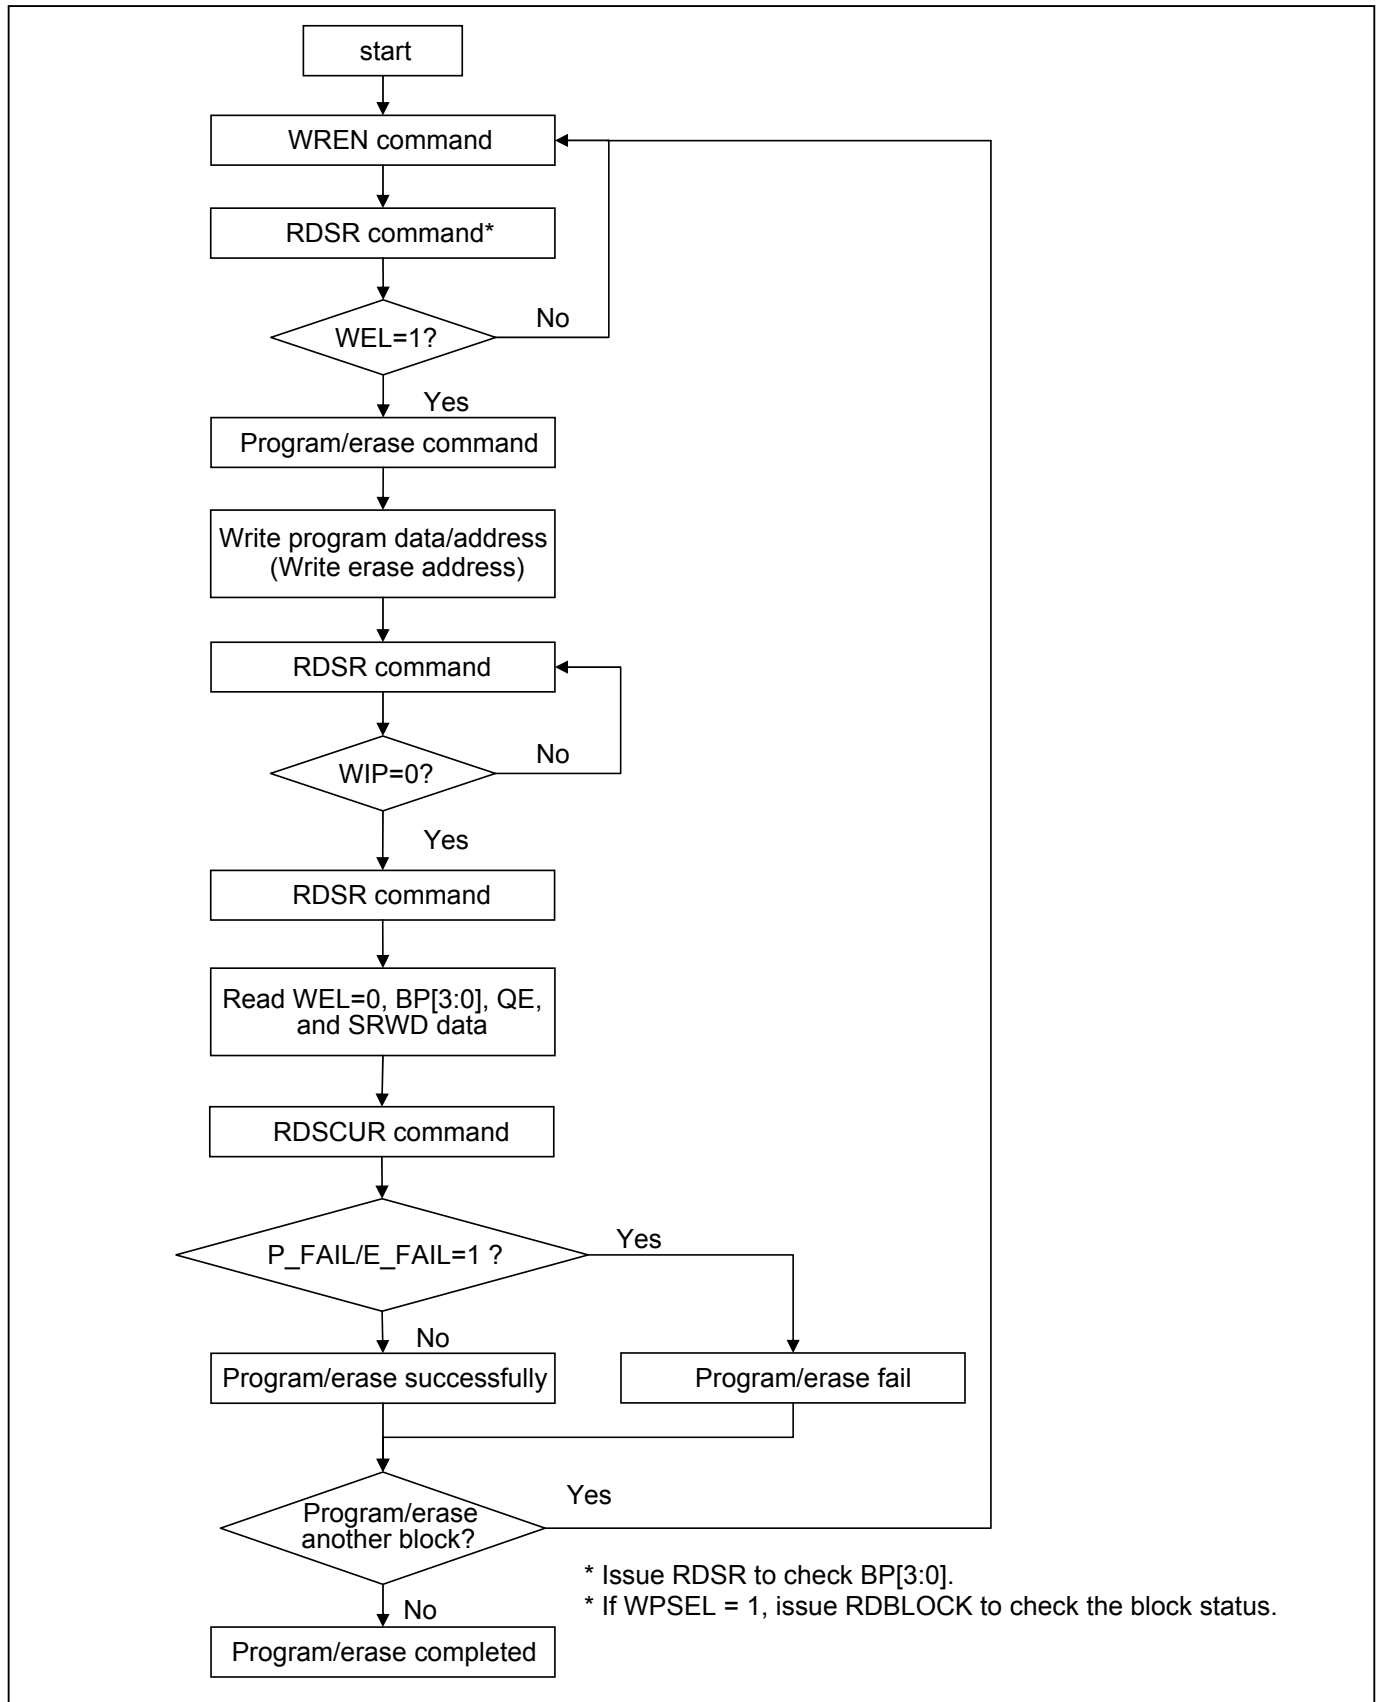 start
WREN command
RDSR command*
WEL=1?
No
Yes
Program/erase command
Write program data/address
(Write erase address)
RDSR command
WIP=0?
No
Yes
RDSR command
Read WEL=0, BP[3:0], QE,
and SRWD data
RDSCUR command
P_FAIL/E_FAIL=1 ?
Yes
No
Program/erase successfully
Program/erase fail
Program/erase
another block?
Yes
* Issue RDSR to check BP[3:0].
* If WPSEL = 1, issue RDBLOCK to check the block status.
No
Program/erase completed